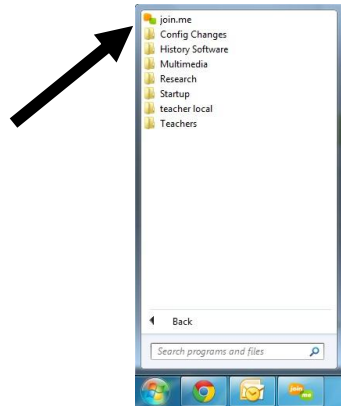 join.me
Config Changes
History Software
Multimedia
Research
Startup
teacher local
Teachers
Back
Search programs and files
join
me